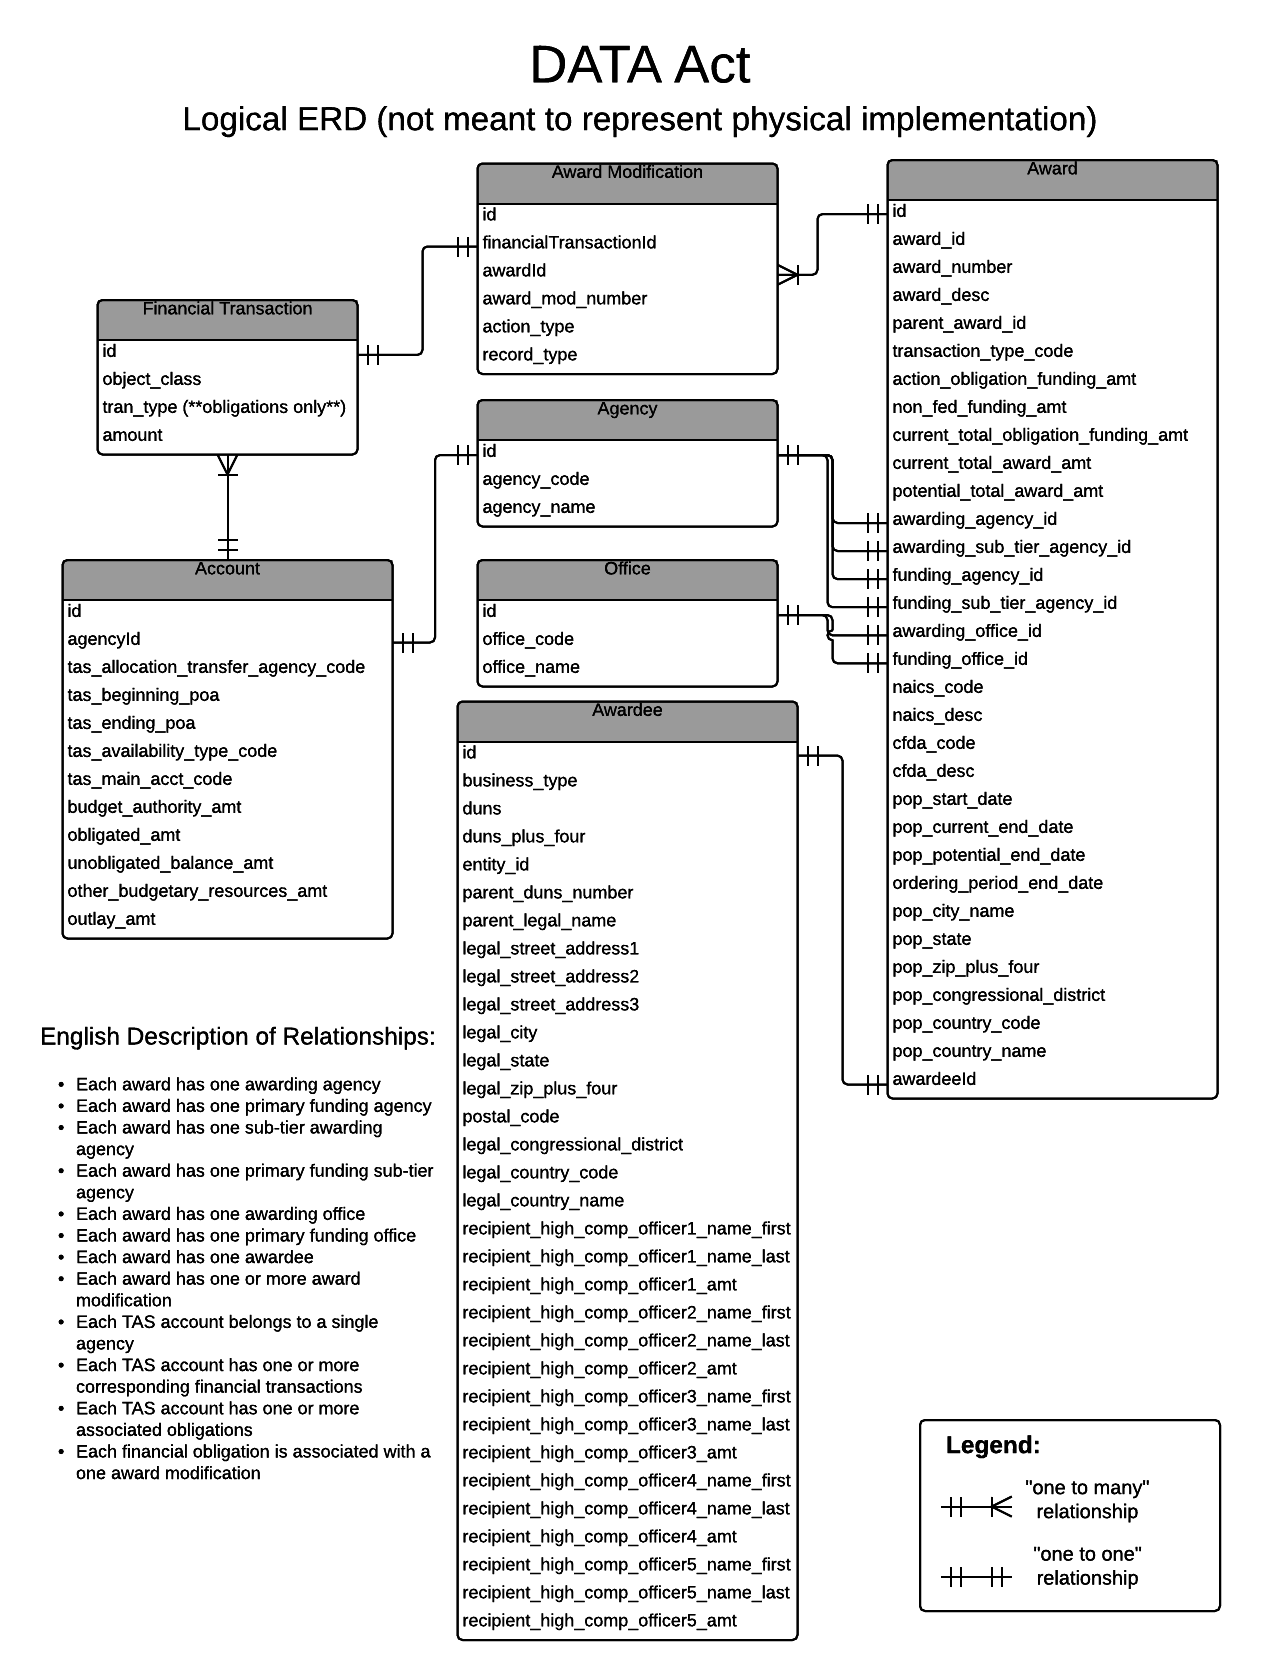 DATA Act
Logical ERD (not meant to represent physical implementation)
Financial Transaction
id
object_class
tran_type (**obligations only**)
amount
Account
id
agencyId
tas_allocation_transfer_agency_code
tas_beginning_poa
tas_ending_poa
tas_availability_type_code
tas_main_acct_code
budget_authority_amt
obligated_amt
unobligated_balance_amt
other_budgetary_resources_amt
outlay_amt
English Description of Relationships:
• Each award has one awarding agency
• Each award has one primary funding agency
• Each award has one sub-tier awarding
agency
• Each award has one primary funding sub-tier
agency
• Each award has one awarding office
• Each award has one primary funding office
• Each award has one awardee
• Each award has one or more award
modification
• Each TAS account belongs to a single
agency
• Each TAS account has one or more
corresponding financial transactions
• Each TAS account has one or more
associated obligations
• Each financial obligation is associated with a
one award modification
Award Modification
id
financialTransactionId
awardId
award_mod_number
action_type
record_type
Agency
id
agency_code
agency_name
Office
id
office_code
office_name
Awardee
id
business_type
duns
duns_plus_four
entity_id
parent_duns_number
parent_legal_name
legal_street_address1
legal_street_address2
legal_street_address3
legal_city
legal_state
legal_zip_plus_four
postal_code
legal_congressional_district
legal_country_code
legal_country_name
recipient_high_comp_officer1_name_first
recipient_high_comp_officer1_name_last
recipient_high_comp_officer1_amt
recipient_high_comp_officer2_name_first
recipient_high_comp_officer2_name_last
recipient_high_comp_officer2_amt
recipient_high_comp_officer3_name_first
recipient_high_comp_officer3_name_last
recipient_high_comp_officer3_amt
recipient_high_comp_officer4_name_first
recipient_high_comp_officer4_name_last
recipient_high_comp_officer4_amt
recipient_high_comp_officer5_name_first
recipient_high_comp_officer5_name_last
recipient_high_comp_officer5_amt
Award
id
award_id
award_number
award_desc
parent_award_id
transaction_type_code
action_obligation_funding_amt
non_fed_funding_amt
current_total_obligation_funding_amt
current_total_award_amt
potential_total_award_amt
awarding_agency_id
awarding_sub_tier_agency_id
funding_agency_id
funding_sub_tier_agency_id
awarding_office_id
funding_office_id
naics_code
naics_desc
cfda_code
cfda_desc
pop_start_date
pop_current_end_date
pop_potential_end_date
ordering_period_end_date
pop_city_name
pop_state
pop_zip_plus_four
pop_congressional_district
pop_country_code
pop_country_name
awardeeId
Legend:
"one to many"
relationship
"one to one"
relationship